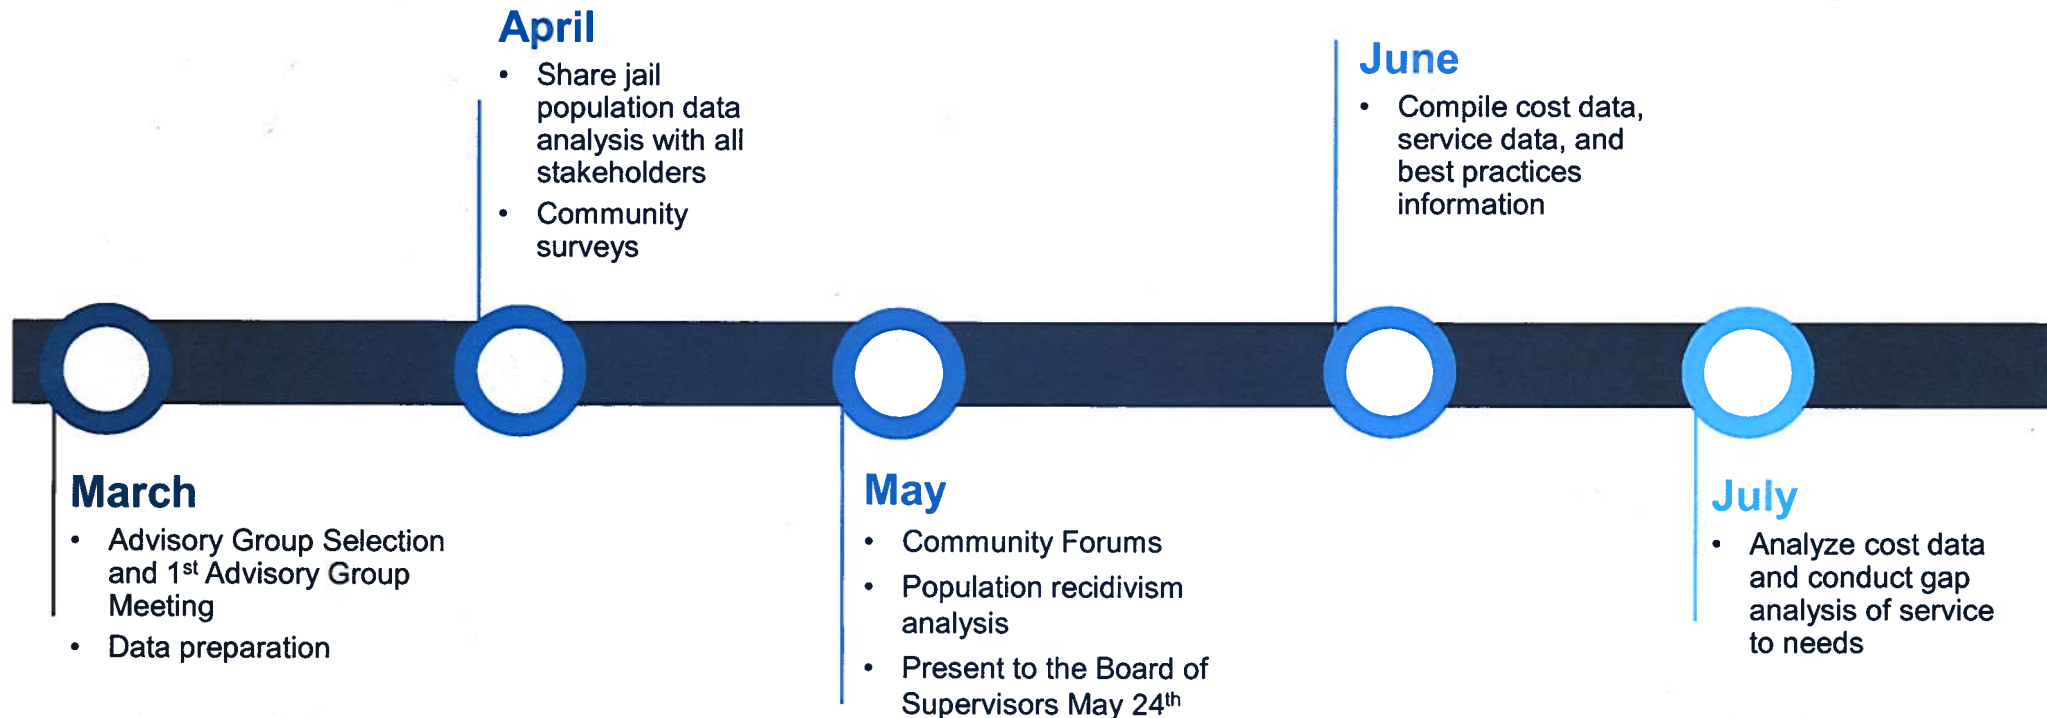 April
• Share jail
population data
analysis with all
stakeholders
• Community
surveys
June
• Compile cost data,
service data, and
best practices
information
March
• Advisory Group Selection
and 1st Advisory Group
Meeting
• Data preparation
May
• Community Forums
• Population recidivism
analysis
• Present to the Board of
Supervisors May 24th
July
• Analyze cost data
and conduct gap
analysis of service
to needs